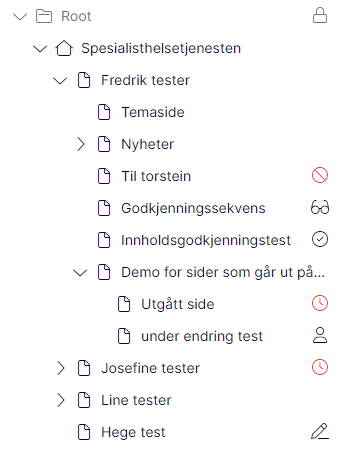 Root
Spesialisthelsetjenesten
Fredrik tester
Temaside
Nyheter
Til torstein
Godkjenningssekvens
Innholdsgodkjenningstest
Demo for sider som går ut på...
Utgått side
under endring test
Josefine tester
Line tester
Hege test